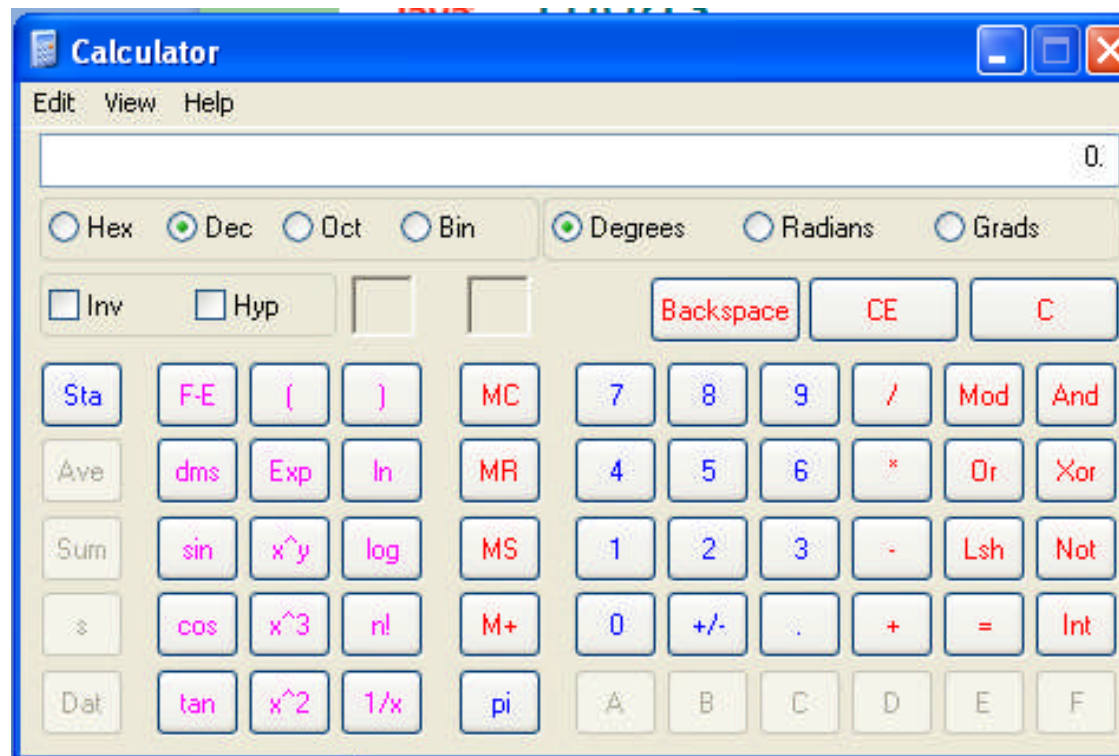 Calculator
Edit View Help
0.
Hex Dec Oct Bin Degrees Radians Grads
Inv Hyp Backspace CE C
Sta F-E ( ) MC 7 8 9 / Mod And
Ave dms Exp ln MR 4 5 6 * Or Xor
Sum sin x^y log MS 1 2 3 - Lsh Not
s cos x^3 n! M+ 0 +/- . + = Int
Dat tan x^2 1/x pi A B C D E F